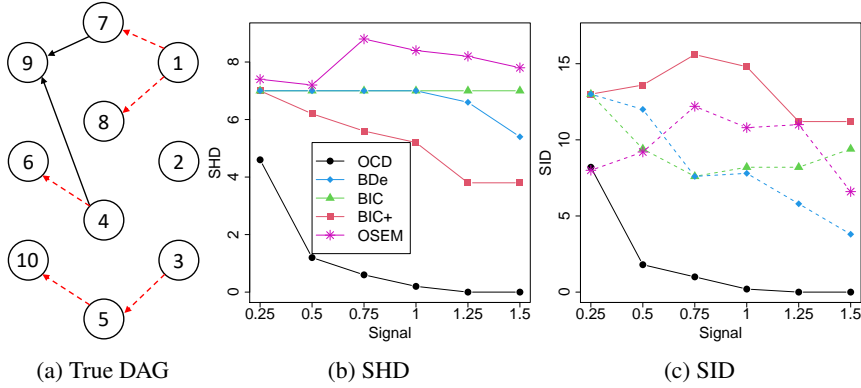 7
9
1
8
6
2
4
10
3
5
(a) True DAG
SHD
8
6
4
2
0
OCD
BDe
BIC
BIC+
OSEM
0.25 0.5 0.75 1 1.25 1.5
Signal
(b) SHD
SID
15
10
5
0
0.25 0.5 0.75 1 1.25 1.5
Signal
(c) SID